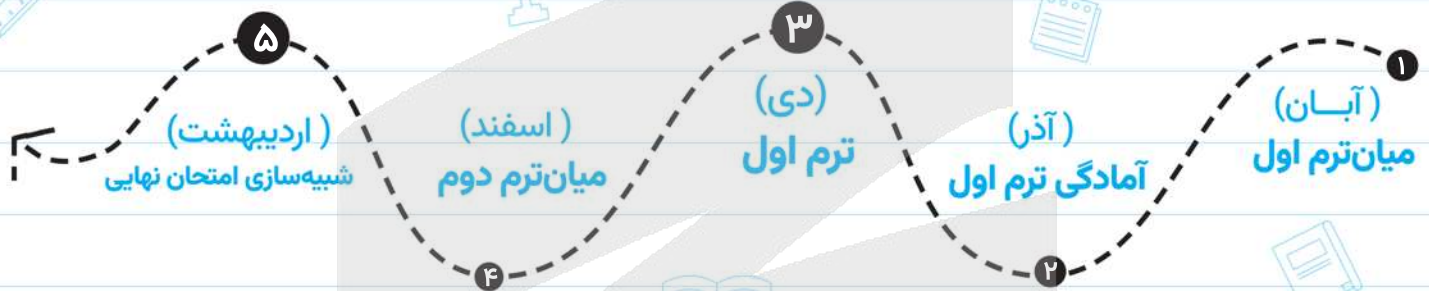 ۱
(آبــان)
میان‌ترم اول
۲
(آذر)
آمادگی ترم اول
۳
(دی)
ترم اول
۴
(اسفند)
میان‌ترم دوم
۵
(اردیبهشت)
شبیه‌سازی امتحان نهایی